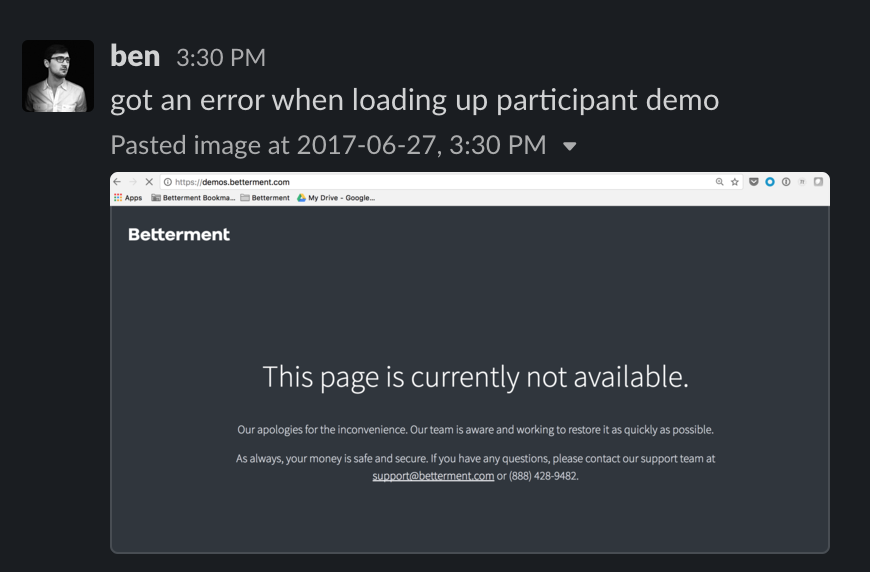 ben 3:30 PM
got an error when loading up participant demo
Pasted image at 2017-06-27, 3:30 PM
https://demos.betterment.com
Apps Betterment Bookma... Betterment My Drive - Google...
Betterment
This page is currently not available.
Our apologies for the inconvenience. Our team is aware and working to restore it as quickly as possible.
As always, your money is safe and secure. If you have any questions, please contact our support team at
support@betterment.com or (888) 428-9482.